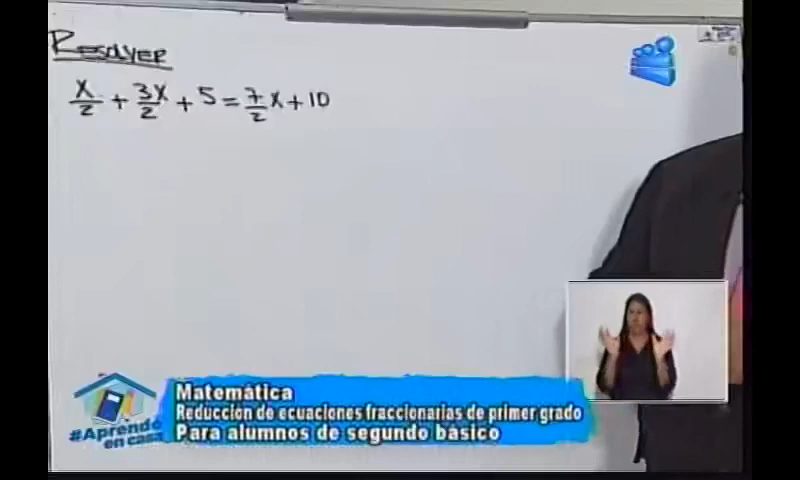 RESOLVER
x/2 + 3x/2 + 5 = 7/2 x + 10
Matemática
Reducción de ecuaciones fraccionarias de primer grado
Para alumnos de segundo básico
#Aprendo
en casa